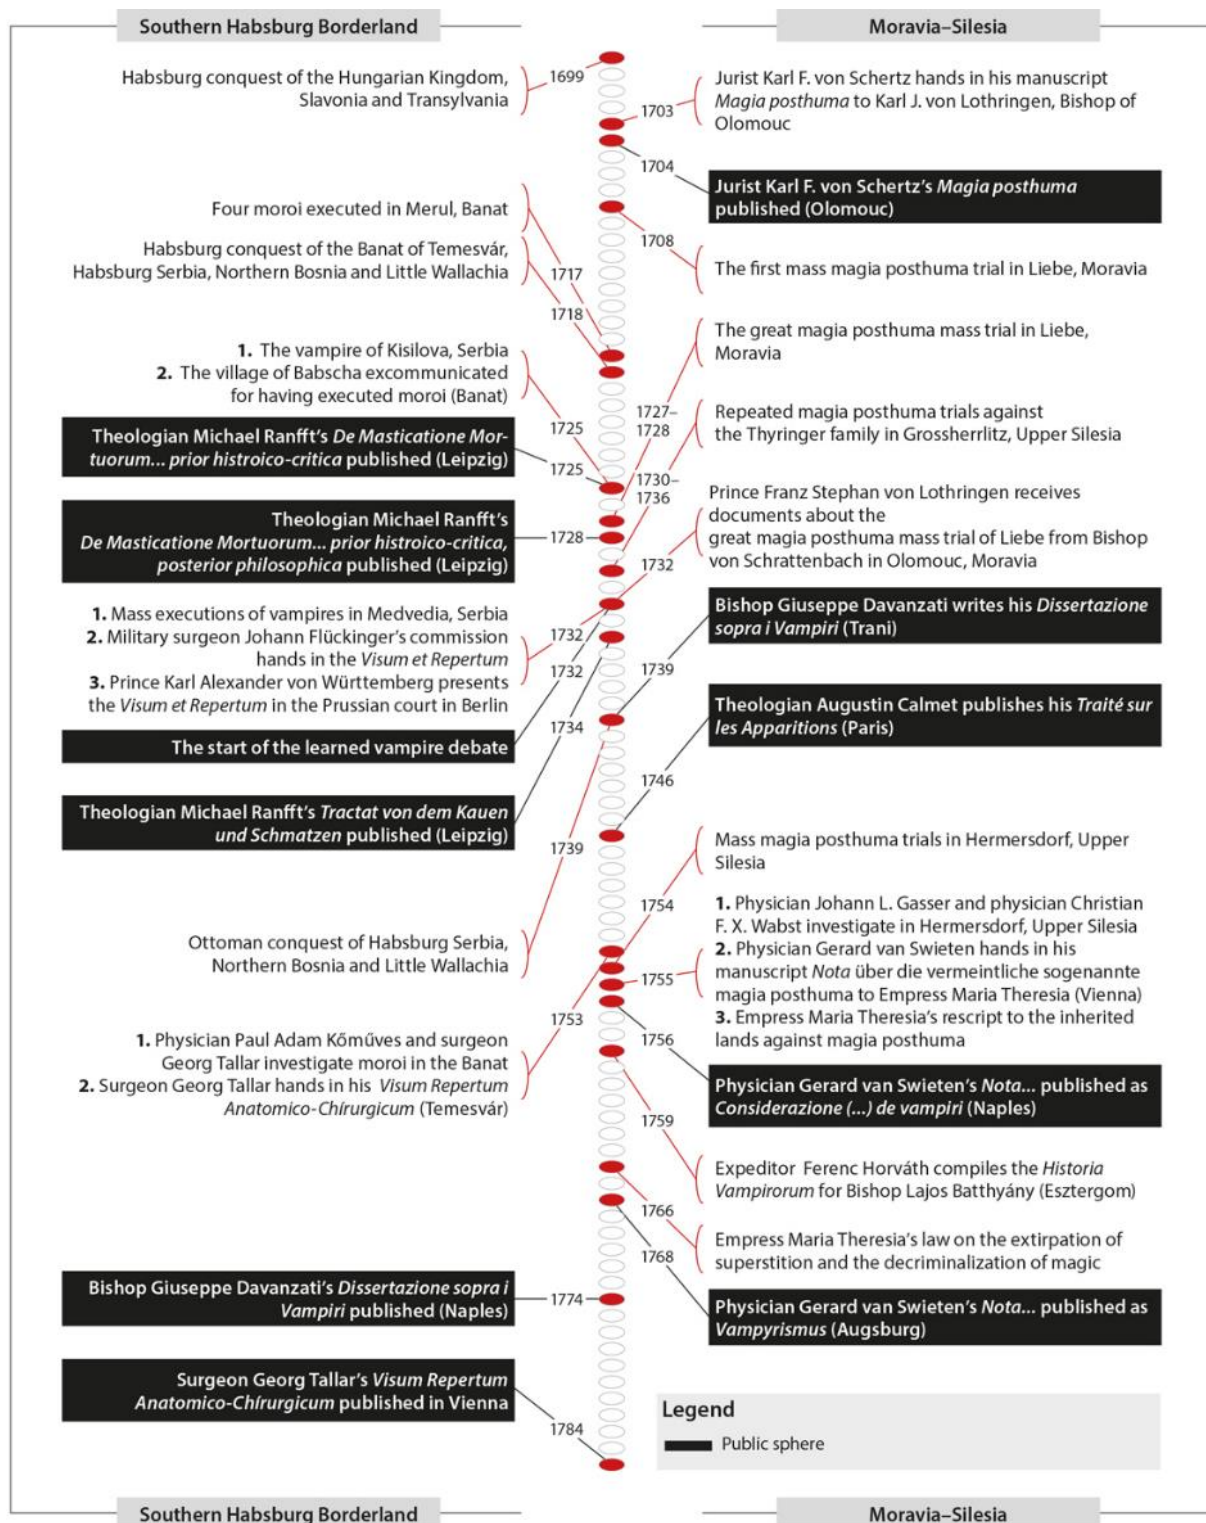 Southern Habsburg Borderland
Moravia–Silesia
Habsburg conquest of the Hungarian Kingdom,
Slavonia and Transylvania
1699
1703
Jurist Karl F. von Schertz hands in his manuscript
Magia posthuma to Karl J. von Lothringen, Bishop of
Olomouc
1704
Jurist Karl F. von Schertz's Magia posthuma
published (Olomouc)
Four moroi executed in Merul, Banat
1717
1708
The first mass magia posthuma trial in Liebe, Moravia
Habsburg conquest of the Banat of Temesvár,
Habsburg Serbia, Northern Bosnia and Little Wallachia
1718
The great magia posthuma mass trial in Liebe,
Moravia
1727–
1728
1. The vampire of Kisilova, Serbia
2. The village of Babscha excommunicated
for having executed moroi (Banat)
1725
Repeated magia posthuma trials against
the Thyringer family in Grossherrlitz, Upper Silesia
1730–
1736
Theologian Michael Ranfft's De Masticatione Mor-
tuorum... prior histroico-critica published (Leipzig)
1725
Prince Franz Stephan von Lothringen receives
documents about the
great magia posthuma mass trial of Liebe from Bishop
von Schrattenbach in Olomouc, Moravia
1732
Theologian Michael Ranfft's
De Masticatione Mortuorum... prior histroico-critica,
posterior philosophica published (Leipzig)
1728
1. Mass executions of vampires in Medvedia, Serbia
2. Military surgeon Johann Flückinger's commission
hands in the Visum et Repertum
3. Prince Karl Alexander von Württemberg presents
the Visum et Repertum in the Prussian court in Berlin
1732
Bishop Giuseppe Davanzati writes his Dissertazione
sopra i Vampiri (Trani)
1739
The start of the learned vampire debate
1732
Theologian Augustin Calmet publishes his Traité sur
les Apparitions (Paris)
1746
Theologian Michael Ranfft's Tractat von dem Kauen
und Schmatzen published (Leipzig)
1734
Mass magia posthuma trials in Hermersdorf, Upper
Silesia
1754
Ottoman conquest of Habsburg Serbia,
Northern Bosnia and Little Wallachia
1739
1. Physician Johann L. Gasser and physician Christian
F. X. Wabst investigate in Hermersdorf, Upper Silesia
2. Physician Gerard van Swieten hands in his
manuscript Nota über die vermeintliche sogenannte
magia posthuma to Empress Maria Theresia (Vienna)
3. Empress Maria Theresia's rescript to the inherited
lands against magia posthuma
1755
1. Physician Paul Adam Kőműves and surgeon
Georg Tallar investigate moroi in the Banat
2. Surgeon Georg Tallar hands in his Visum Repertum
Anatomico-Chírurgicum (Temesvár)
1753
1756
Physician Gerard van Swieten's Nota... published as
Considerazione (...) de vampiri (Naples)
1759
Expeditor Ferenc Horváth compiles the Historia
Vampirorum for Bishop Lajos Batthyány (Esztergom)
1766
Empress Maria Theresia's law on the extirpation of
superstition and the decriminalization of magic
1768
Physician Gerard van Swieten's Nota... published as
Vampyrismus (Augsburg)
Bishop Giuseppe Davanzati's Dissertazione sopra i
Vampiri published (Naples)
1774
Surgeon Georg Tallar's Visum Repertum
Anatomico-Chírurgicum published in Vienna
1784
Legend
Public sphere
Southern Habsburg Borderland
Moravia–Silesia